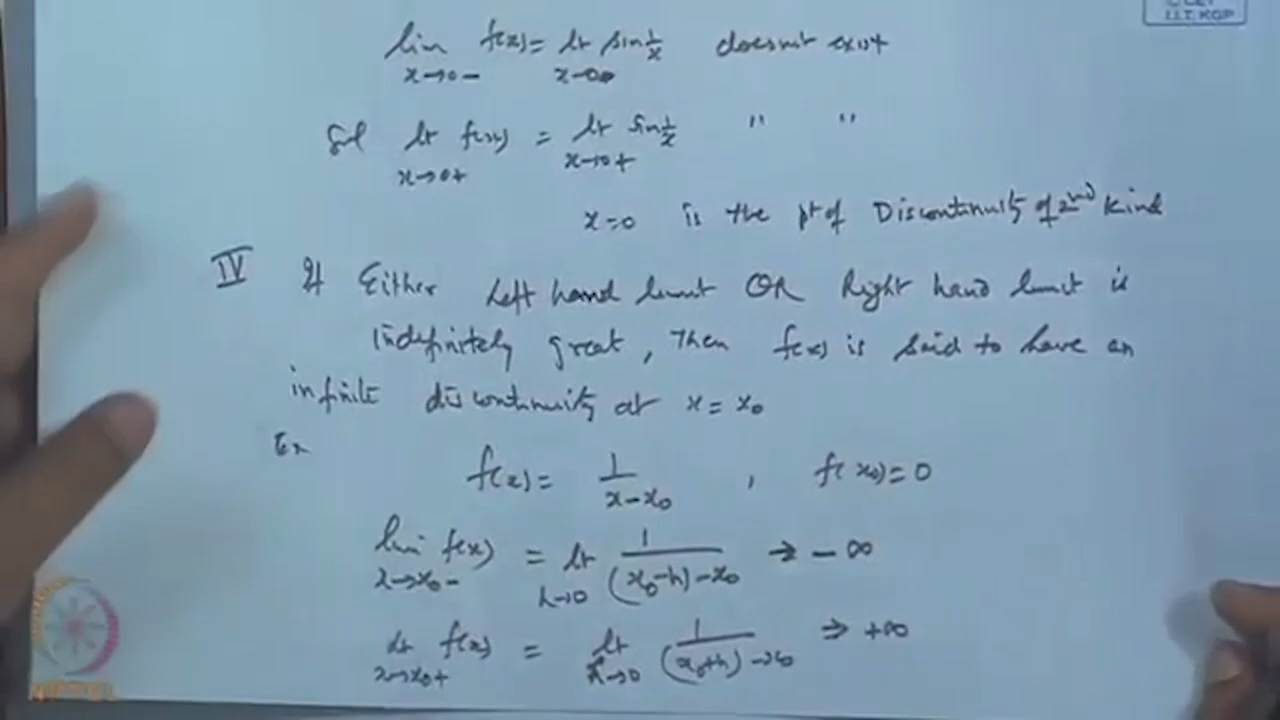 I.I.T. KGP
lim f(x) = lt sin 1/x doesnot exist
x→0- x→0-
lt f(x) = lt sin 1/x " "
x→0+ x→0+
x=0 is the pt of Discontinuity of 2nd Kind
IV If Either Left hand limit OR Right hand limit is
indefinitely great, then f(x) is said to have an
infinite discontinuity at x = x0
Ex
f(x) = 1/(x-x0) , f(x0) = 0
lim f(x) = lt 1/((x0-h)-x0) → -∞
x→x0- h→0
lt f(x) = lt 1/((x0+h)-x0) ⇒ +∞
x→x0+ h→0
NPTEL